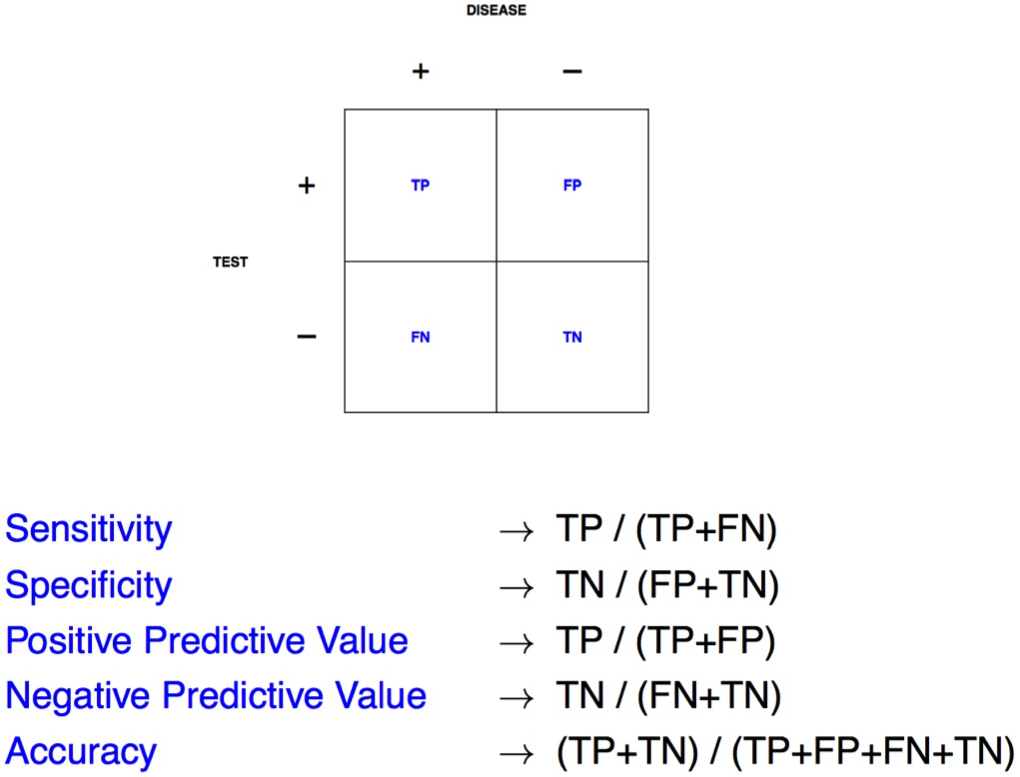 DISEASE
+ −
+ TP FP
TEST
− FN TN
Sensitivity → TP / (TP+FN)
Specificity → TN / (FP+TN)
Positive Predictive Value → TP / (TP+FP)
Negative Predictive Value → TN / (FN+TN)
Accuracy → (TP+TN) / (TP+FP+FN+TN)